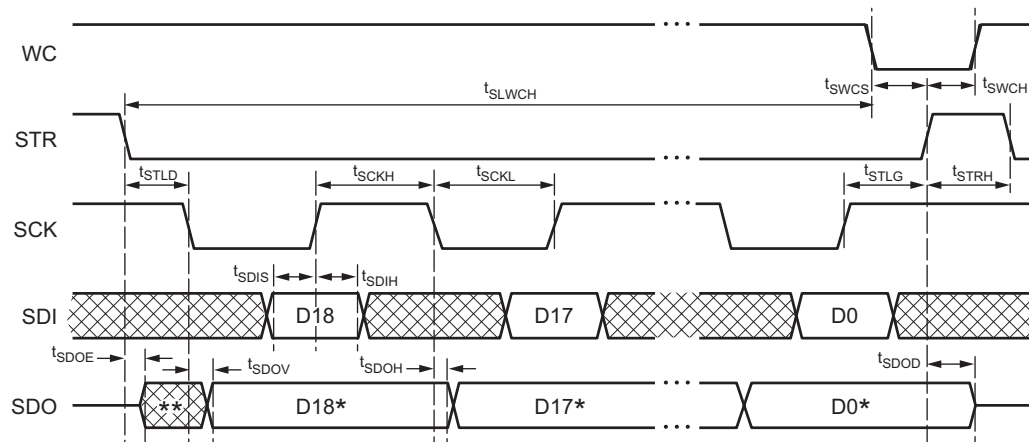 WC ...
tSLWCH tSWCS tSWCH
STR ...
tSTLD tSCKH tSCKL tSTLG tSTRH
SCK ...
tSDIS tSDIH
SDI D18 D17 D0
tSDOE tSDOV tSDOH tSDOD
SDO ** D18* D17* ... D0*